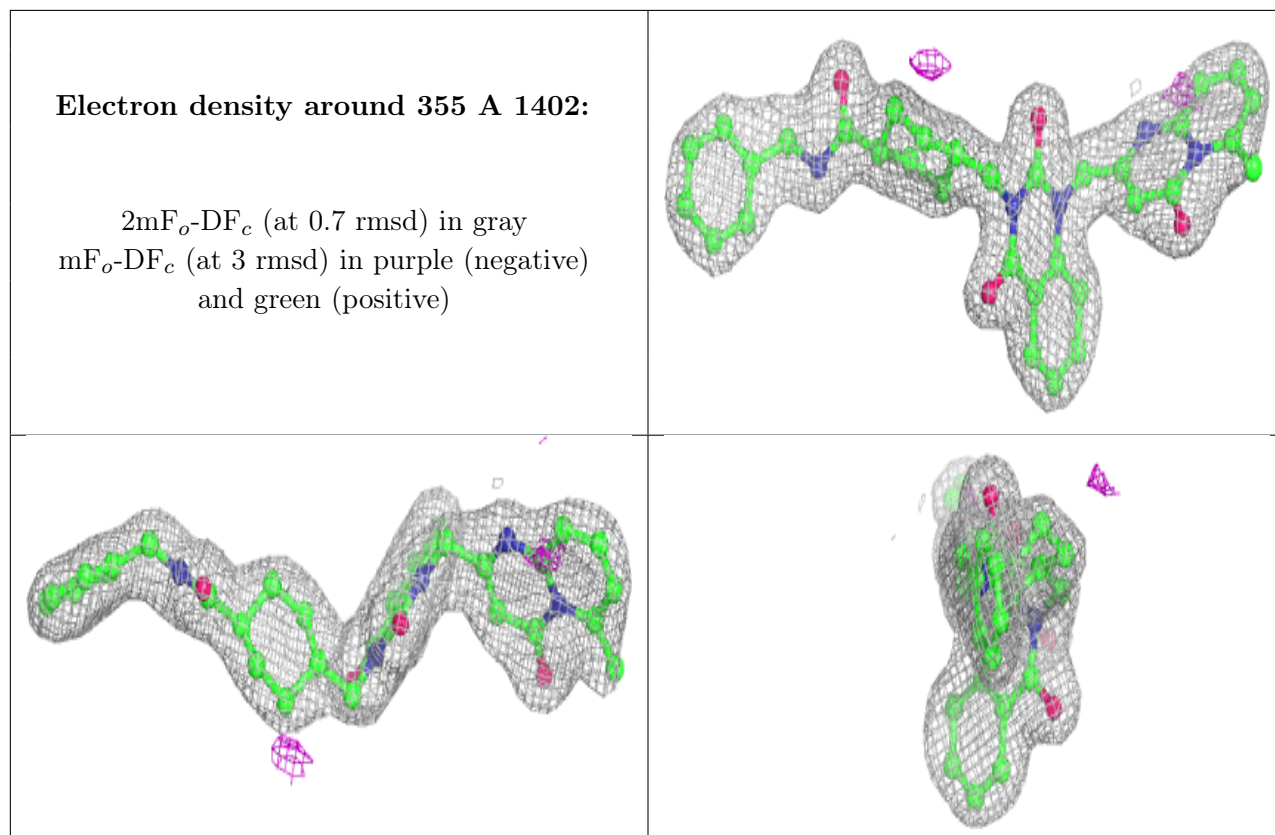 Electron density around 355 A 1402:
2mFo-DFc (at 0.7 rmsd) in gray
mFo-DFc (at 3 rmsd) in purple (negative)
and green (positive)